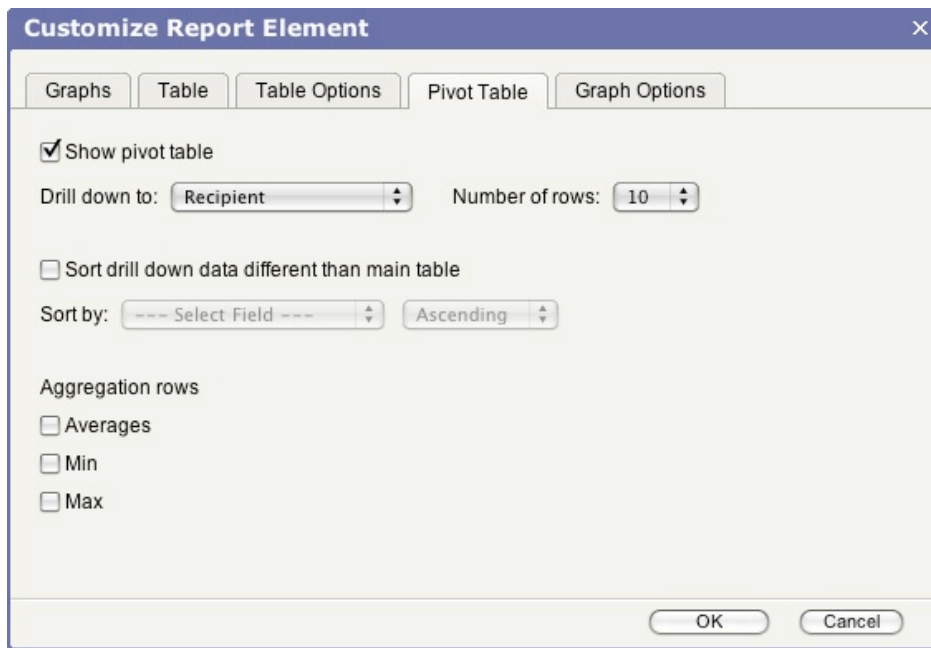 Customize Report Element
Graphs Table Table Options Pivot Table Graph Options
Show pivot table
Drill down to: Recipient Number of rows: 10
Sort drill down data different than main table
Sort by: --- Select Field --- Ascending
Aggregation rows
Averages
Min
Max
OK Cancel